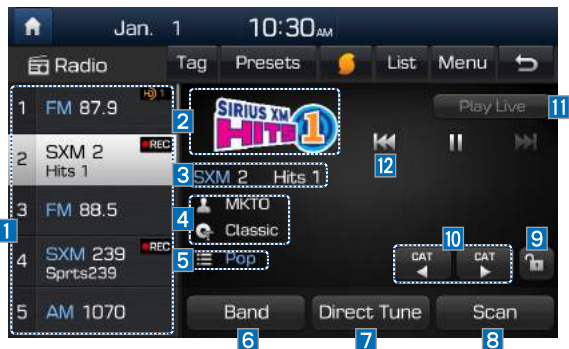 Jan. 1 10:30AM
Radio Tag Presets List Menu
1 FM 87.9 HD) 1
2 SXM 2 REC
Hits 1
3 FM 88.5
4 SXM 239 REC
Sprts239
5 AM 1070
1
2
SIRIUS XM
HITS 1
3
SXM 2 Hits 1
4
MKTO
Classic
5
Pop
Play Live
11
12
10
CAT CAT
9
Band Direct Tune Scan
6 7 8